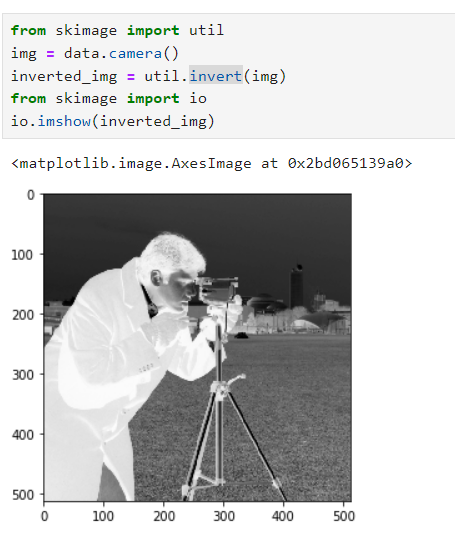 from skimage import util
img = data.camera()
inverted_img = util.invert(img)
from skimage import io
io.imshow(inverted_img)
<matplotlib.image.AxesImage at 0x2bd065139a0>
0
100
200
300
400
500
0 100 200 300 400 500